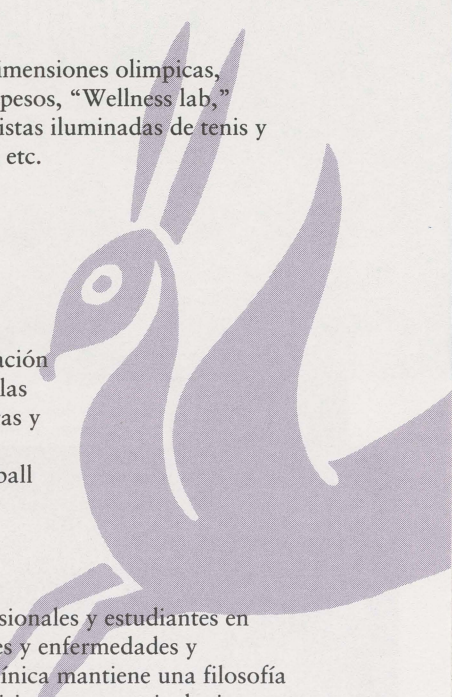 imensiones olimpicas,
pesos, “Wellness lab,”
istas iluminadas de tenis y
etc.
ación
las
as y
ball
sionales y estudiantes en
es y enfermedades y
ínica mantiene una filosofía